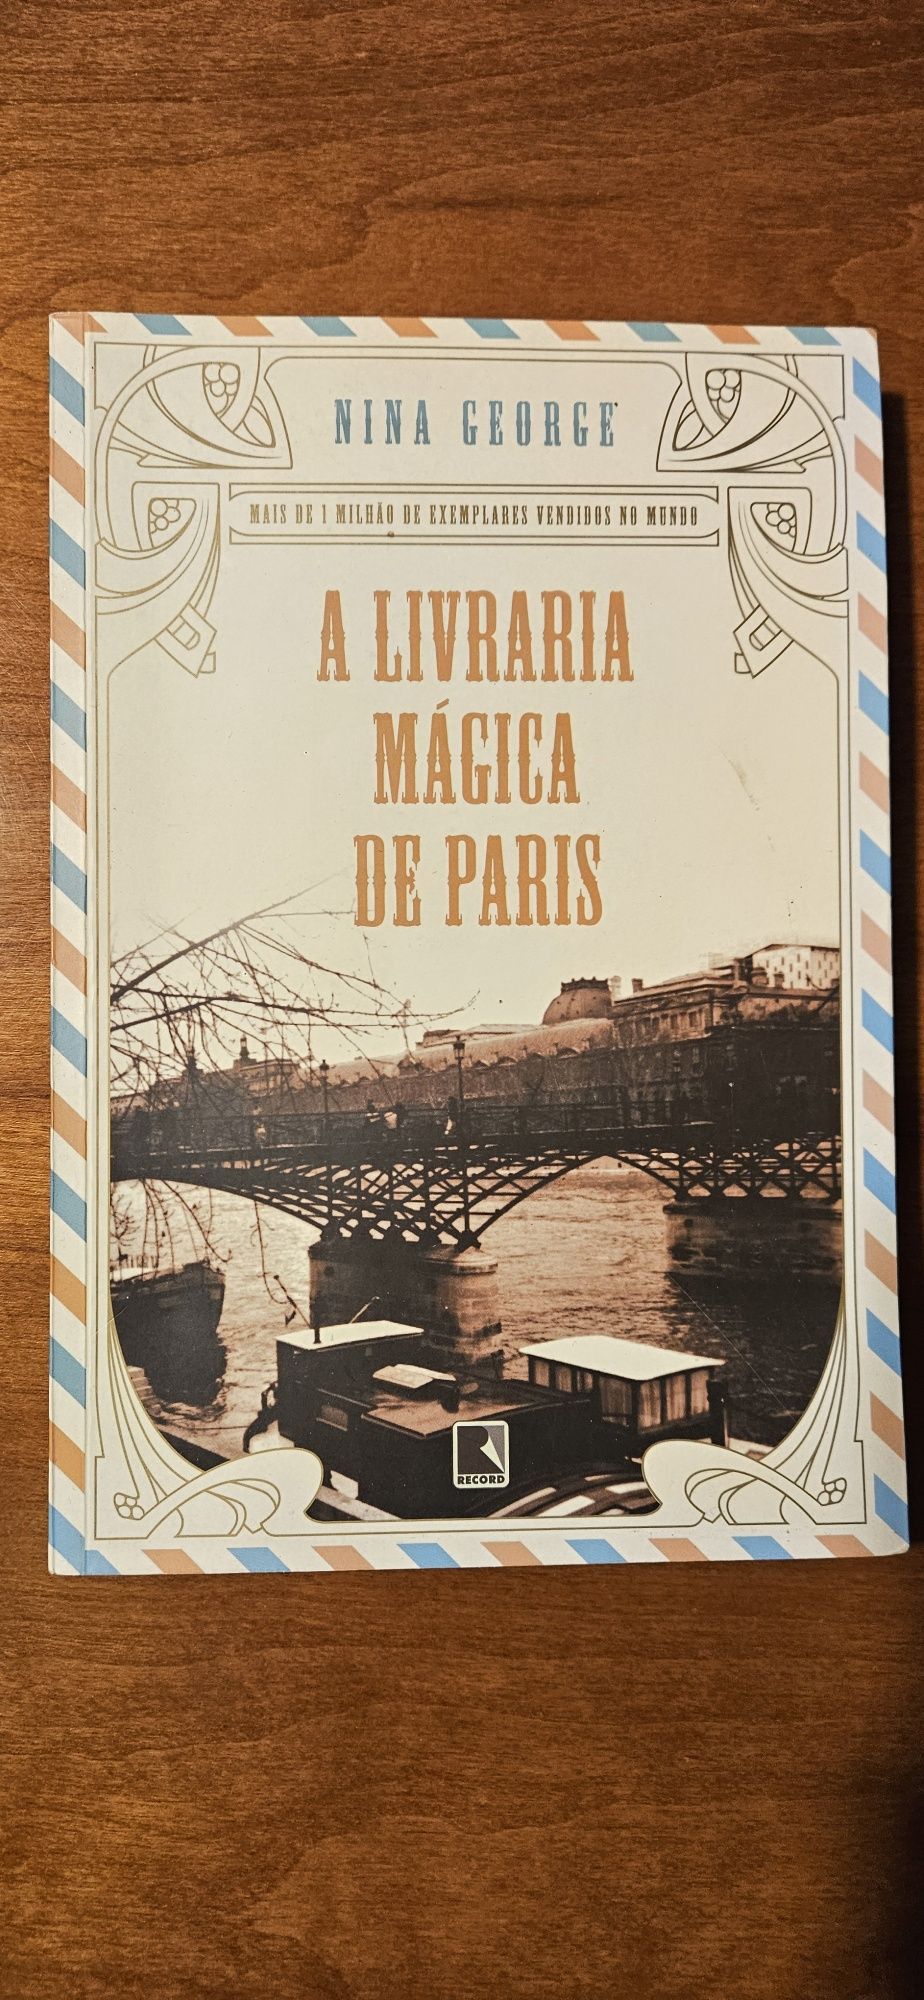 NINA GEORGE
MAIS DE 1 MILHÃO DE EXEMPLARES VENDIDOS NO MUNDO
A LIVRARIA
MÁGICA
DE PARIS
RECORD